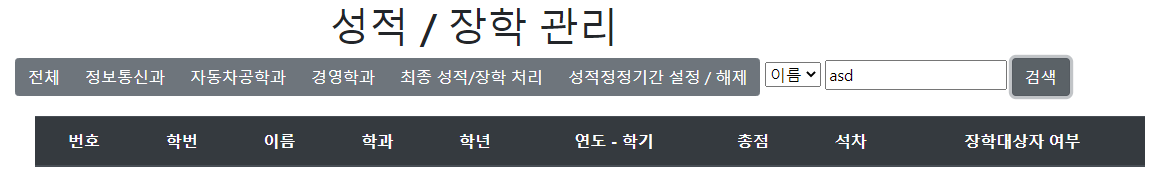 성적 / 장학 관리
전체 정보통신과 자동차공학과 경영학과 최종 성적/장학 처리 성적정정기간 설정 / 해제 이름 asd 검색
번호 학번 이름 학과 학년 연도 - 학기 총점 석차 장학대상자 여부